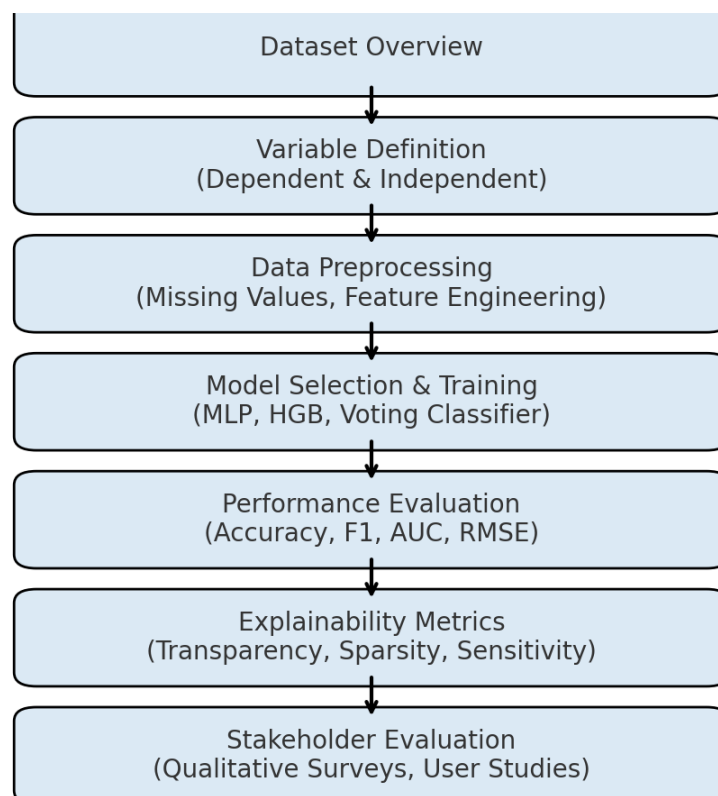 Dataset Overview
Variable Definition
(Dependent & Independent)
Data Preprocessing
(Missing Values, Feature Engineering)
Model Selection & Training
(MLP, HGB, Voting Classifier)
Performance Evaluation
(Accuracy, F1, AUC, RMSE)
Explainability Metrics
(Transparency, Sparsity, Sensitivity)
Stakeholder Evaluation
(Qualitative Surveys, User Studies)